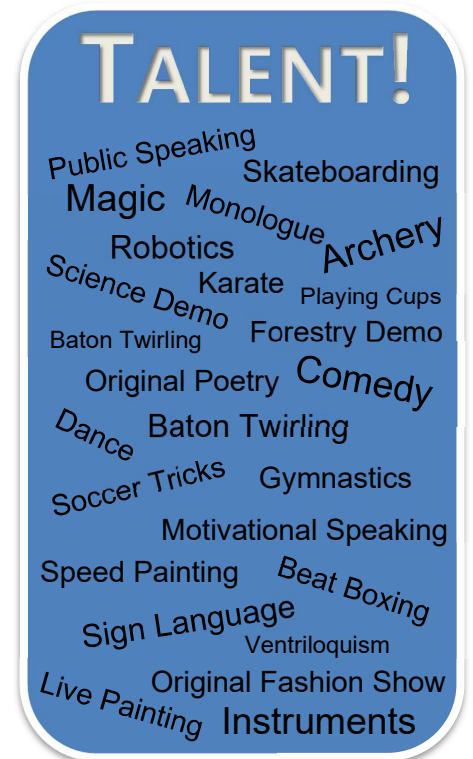 TALENT!
Public Speaking
Skateboarding
Magic
Monologue
Archery
Robotics
Science Demo
Karate
Playing Cups
Baton Twirling
Forestry Demo
Original Poetry
Comedy
Dance
Baton Twirling
Soccer Tricks
Gymnastics
Motivational Speaking
Speed Painting
Beat Boxing
Sign Language
Ventriloquism
Live Painting
Original Fashion Show
Instruments